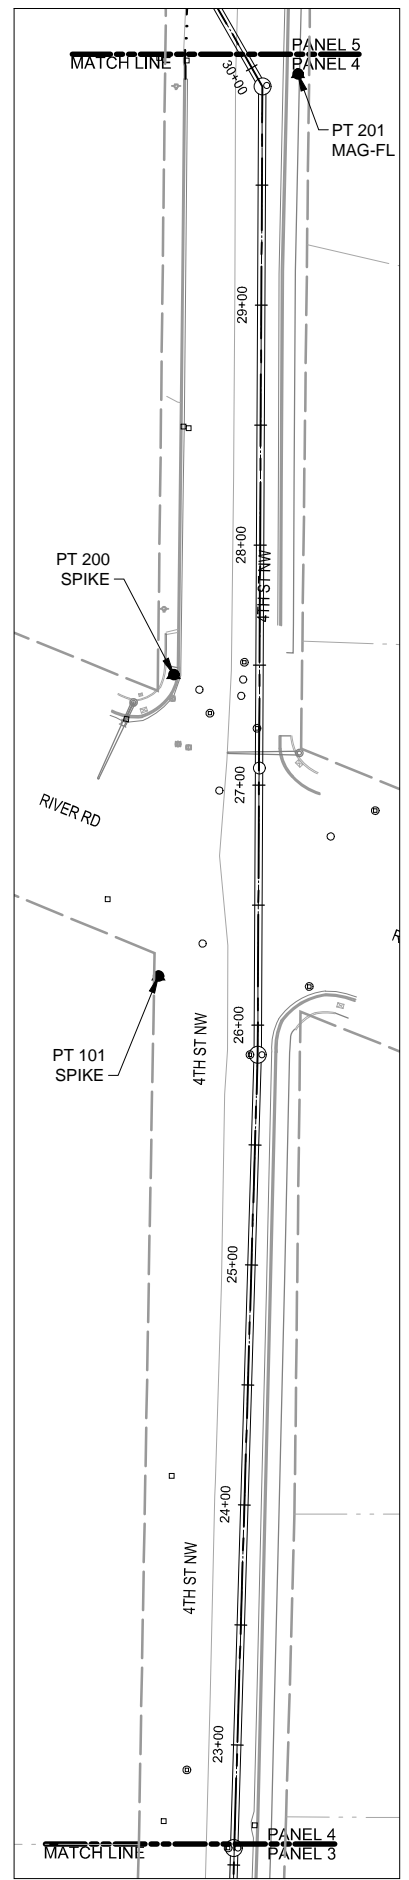 PANEL 5
MATCH LINE
PANEL 4
30+00
PT 201
MAG-FL
29+00
28+00
4TH ST NW
PT 200
SPIKE
27+00
RIVER RD
R
26+00
4TH ST NW
PT 101
SPIKE
25+00
24+00
4TH ST NW
23+00
PANEL 4
MATCH LINE
PANEL 3